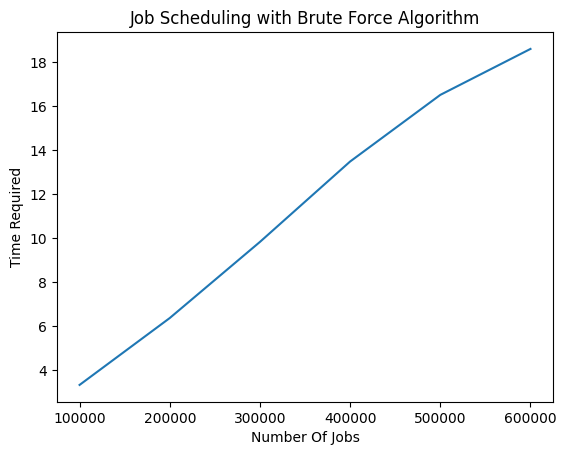 Job Scheduling with Brute Force Algorithm
18
16
14
12
10
8
6
4
Time Required
100000 200000 300000 400000 500000 600000
Number Of Jobs